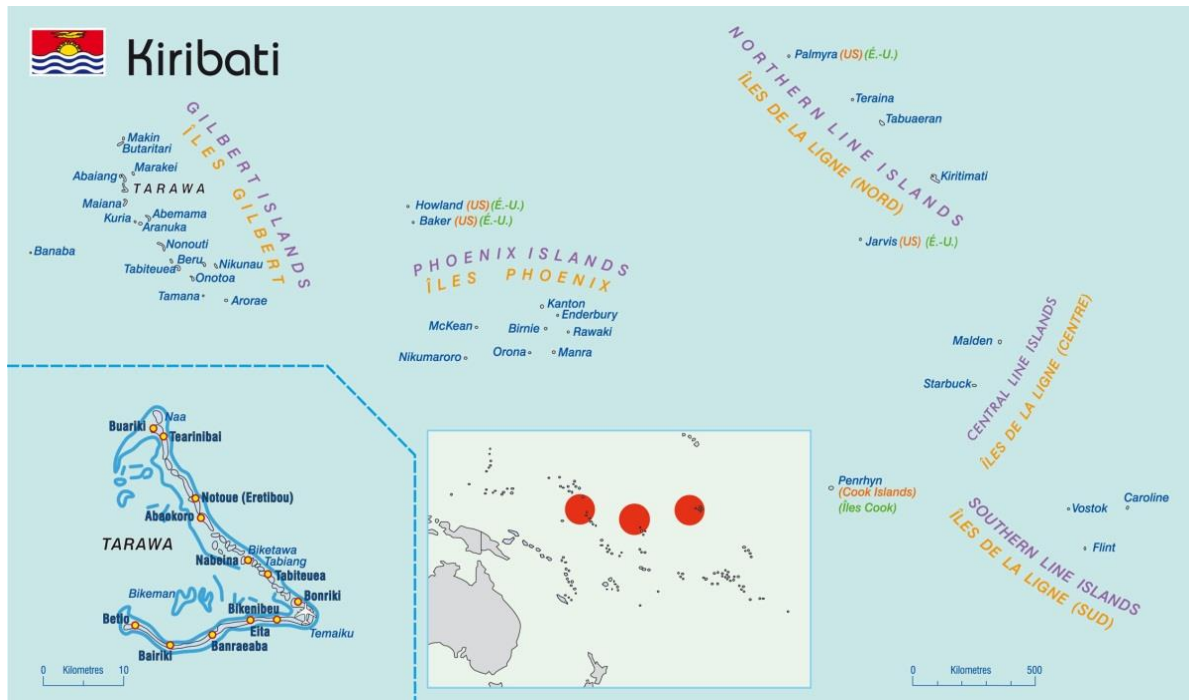 Kiribati
GILBERT ISLANDS
ÎLES GILBERT
Makin
Butaritari
Marakei
Abaiang
TARAWA
Maiana
Abemama
Kuria
Aranuka
Banaba
Nonouti
Beru
Nikunau
Tabiteuea
Onotoa
Tamana
Arorae
Howland (US) (É.-U.)
Baker (US) (É.-U.)
PHOENIX ISLANDS
ÎLES PHOENIX
Kanton
Enderbury
McKean
Birnie
Rawaki
Nikumaroro
Orona
Manra
NORTHERN LINE ISLANDS
ÎLES DE LA LIGNE (NORD)
Palmyra (US) (É.-U.)
Teraina
Tabuaeran
Kiritimati
Jarvis (US) (É.-U.)
CENTRAL LINE ISLANDS
ÎLES DE LA LIGNE (CENTRE)
Malden
Starbuck
Penrhyn
(Cook Islands)
(Îles Cook)
SOUTHERN LINE ISLANDS
ÎLES DE LA LIGNE (SUD)
Caroline
Vostok
Flint
Naa
Buariki
Tearinibai
Notoue (Eretibou)
Abaokoro
TARAWA
Biketawa
Nabeina
Tabiang
Tabiteuea
Bikeman
Bonriki
Bikenibeu
Betio
Eita
Temaiku
Banraeaba
Bairiki
0 Kilometres 10
0 Kilometres 500